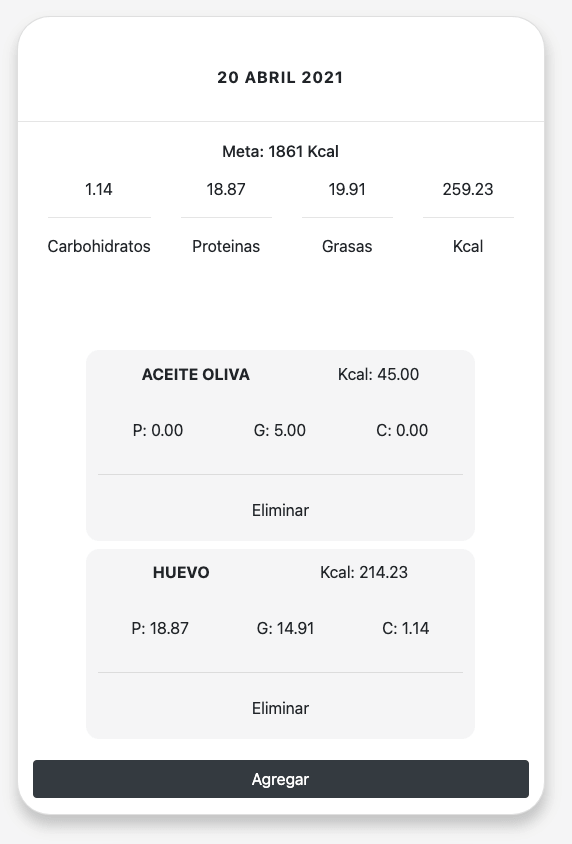 20 ABRIL 2021
Meta: 1861 Kcal
1.14 18.87 19.91 259.23
Carbohidratos Proteinas Grasas Kcal
ACEITE OLIVA Kcal: 45.00
P: 0.00 G: 5.00 C: 0.00
Eliminar
HUEVO Kcal: 214.23
P: 18.87 G: 14.91 C: 1.14
Eliminar
Agregar